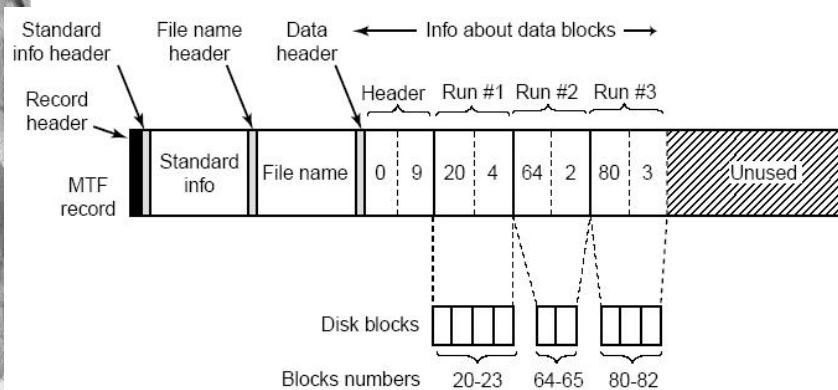 Standard info header
File name header
Data header
Info about data blocks
Record header
Header
Run #1
Run #2
Run #3
MTF record
Standard info
File name
0
9
20
4
64
2
80
3
Unused
Disk blocks
Blocks numbers
20-23
64-65
80-82